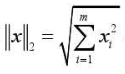 ‖x‖₂ = √(∑_{i=1}^{m} x_i²)